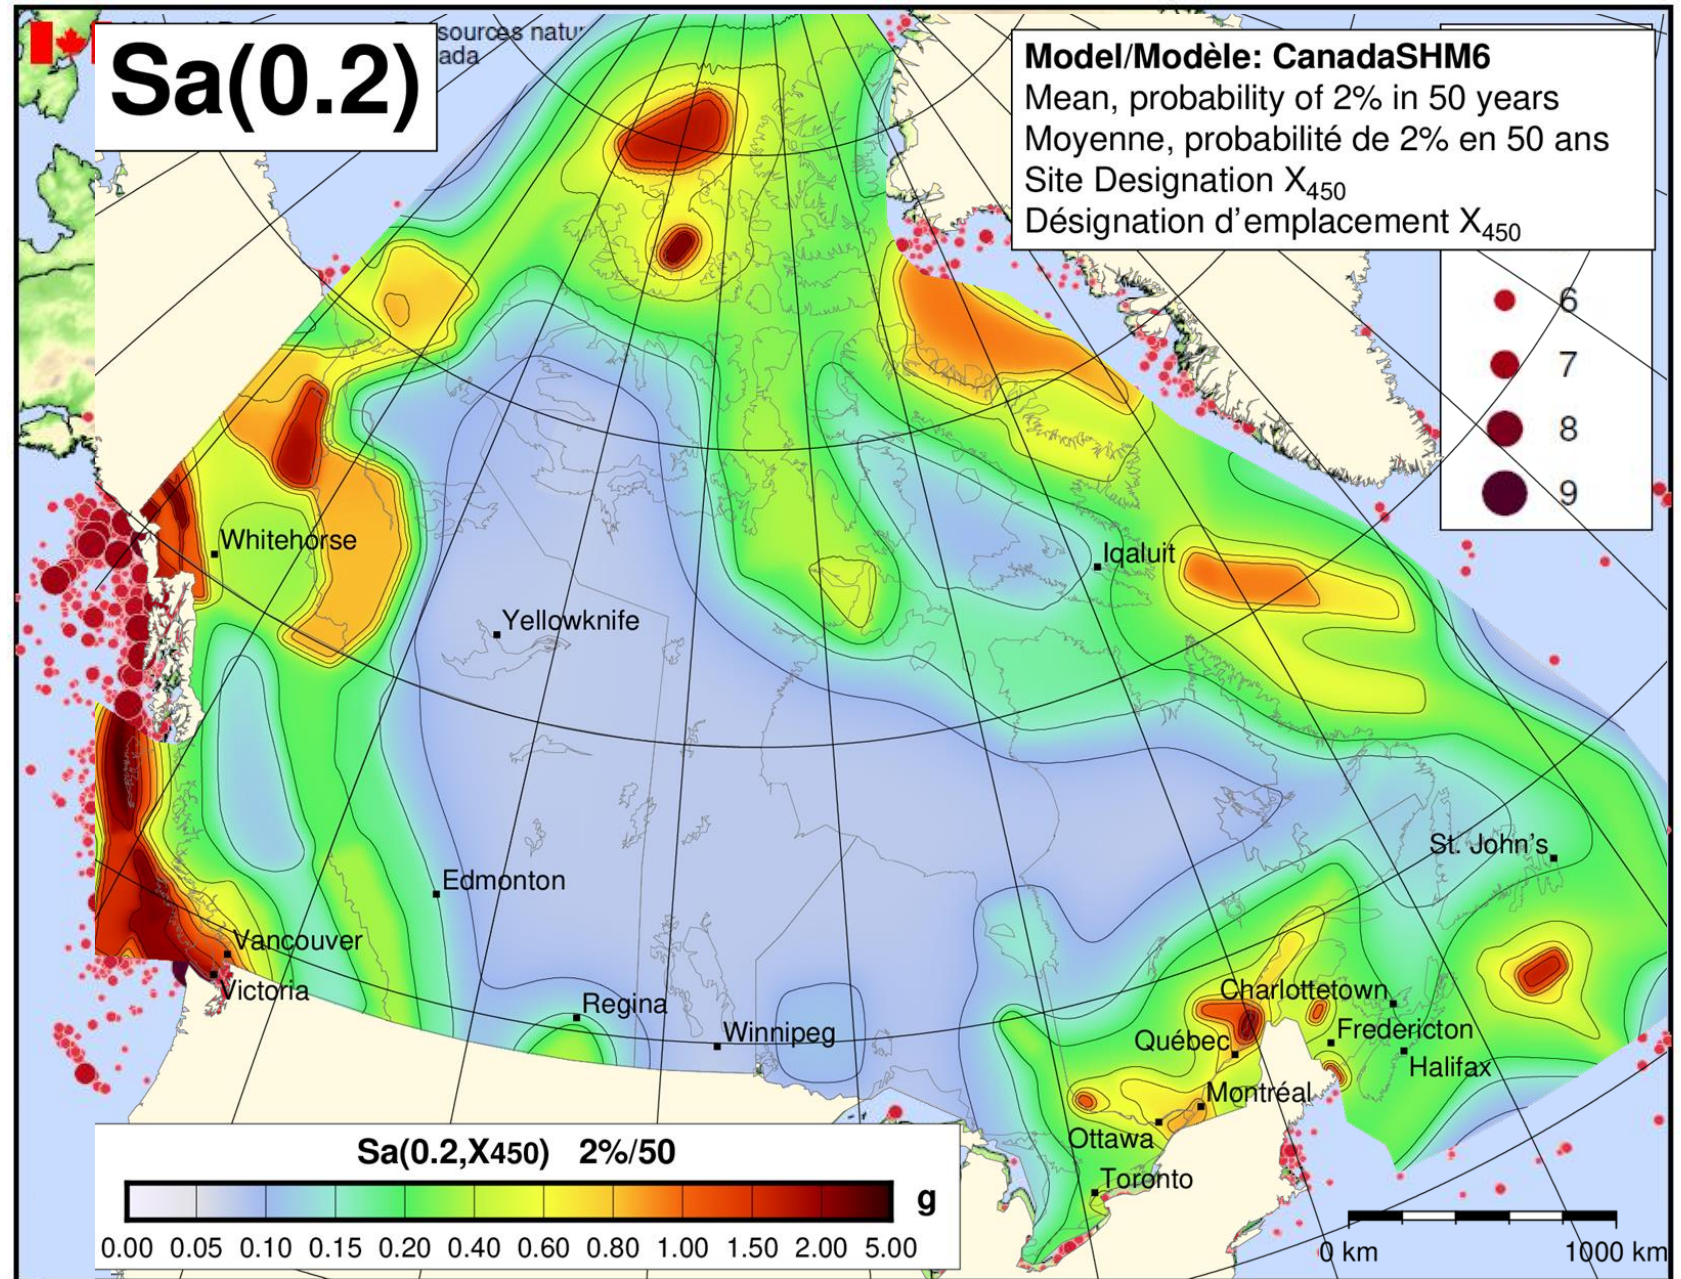 sources natu
ada
Sa(0.2)
Model/Modèle: CanadaSHM6
Mean, probability of 2% in 50 years
Moyenne, probabilité de 2% en 50 ans
Site Designation X450
Désignation d'emplacement X450
6
7
8
9
Whitehorse
Iqaluit
Yellowknife
St. John's
Edmonton
Vancouver
Victoria
Regina
Winnipeg
Charlottetown
Québec
Fredericton
Halifax
Montréal
Ottawa
Toronto
Sa(0.2,X450) 2%/50
g
0.00 0.05 0.10 0.15 0.20 0.40 0.60 0.80 1.00 1.50 2.00 5.00
0 km 1000 km